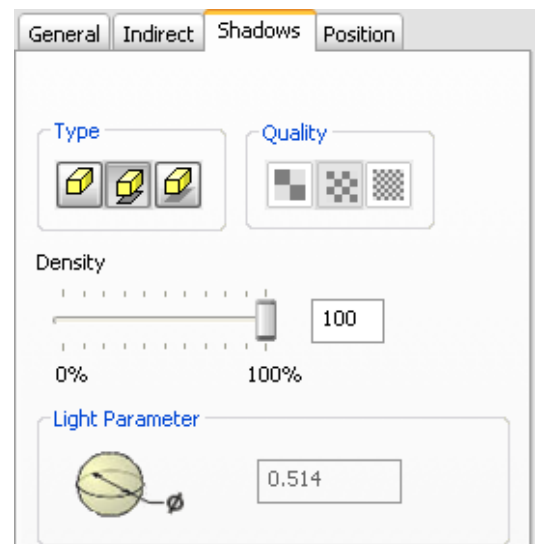 General Indirect Shadows Position
Type Quality
Density
100
0% 100%
Light Parameter
ø 0.514